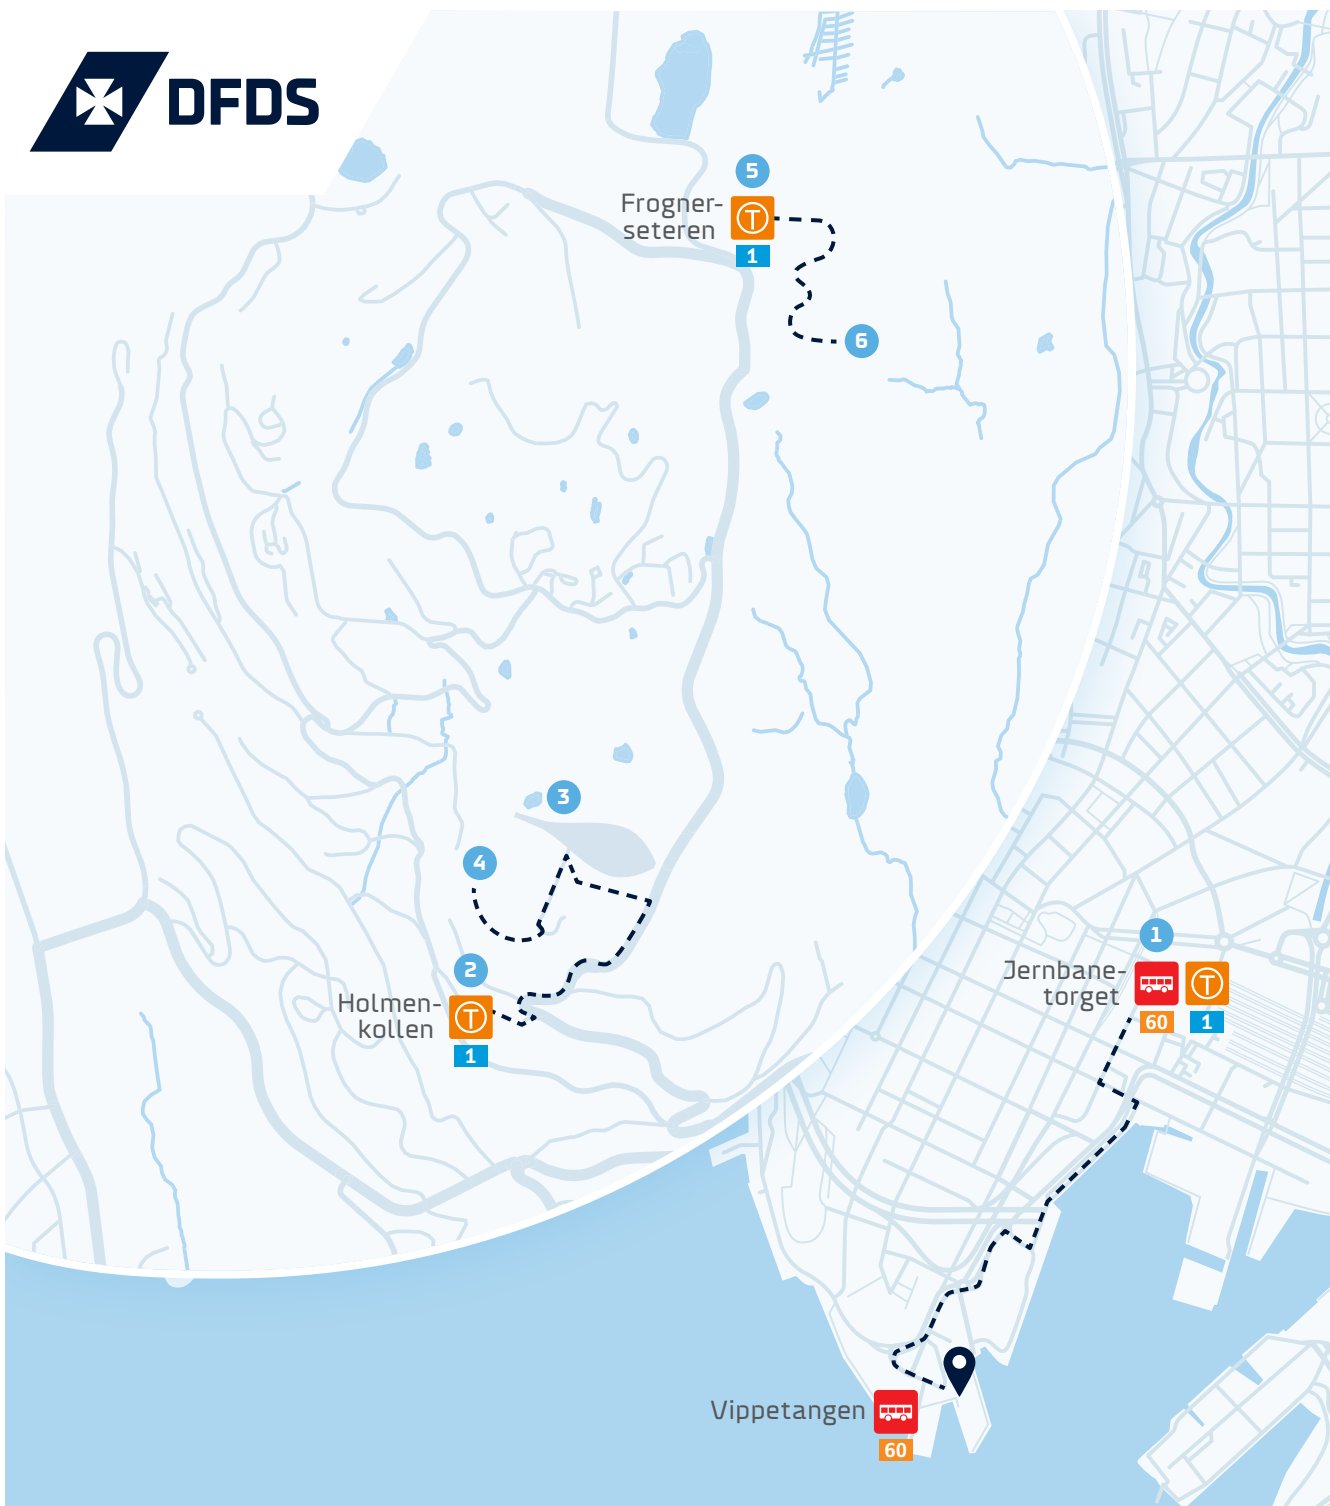 DFDS
5
Frogner-
seteren
T
1
6
3
4
2
Holmen-
kollen
T
1
1
Jernbane-
torget
T
60
1
Vippetangen
60